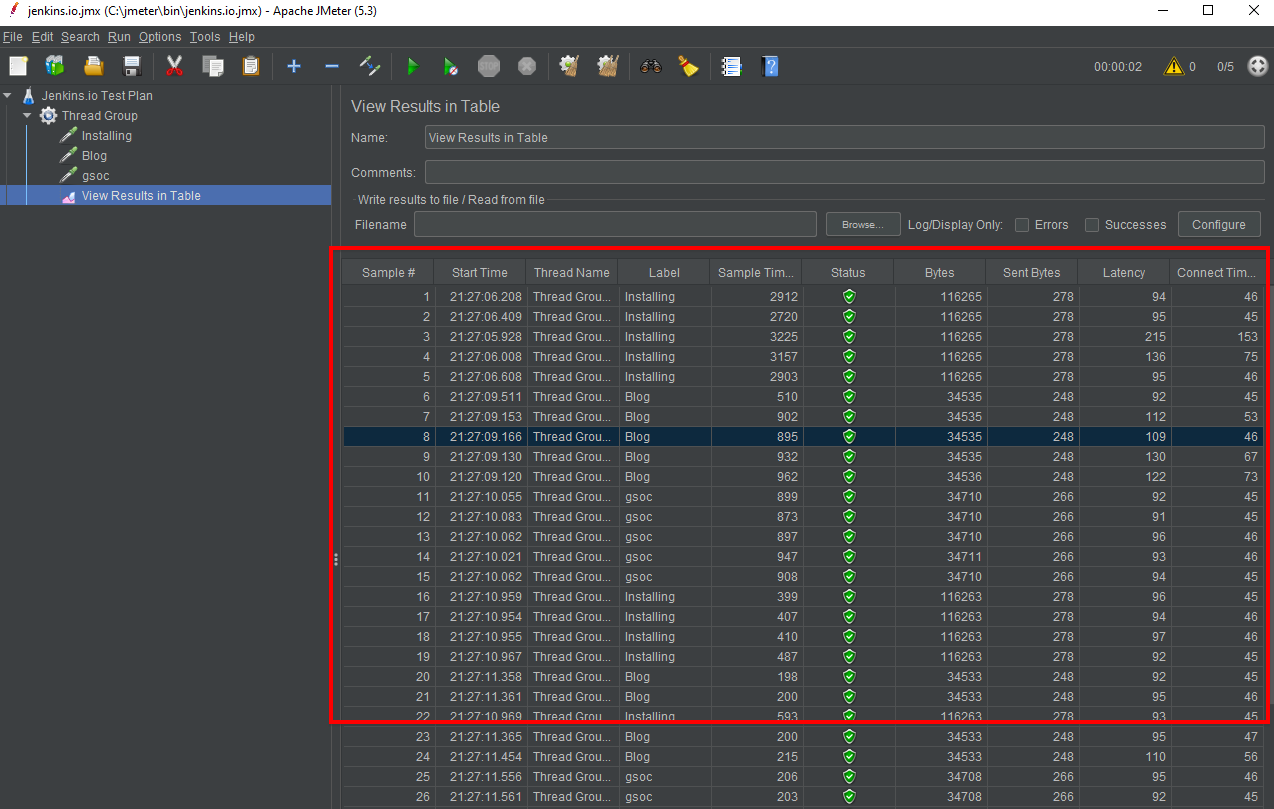 jenkins.io.jmx (C:\jmeter\bin\jenkins.io.jmx) - Apache JMeter (5.3)
File Edit Search Run Options Tools Help
STOP 00:00:02 0 0/5
Jenkins.io Test Plan
Thread Group
Installing
Blog
gsoc
View Results in Table
View Results in Table
Name: View Results in Table
Comments:
Write results to file / Read from file
Filename Browse... Log/Display Only: Errors Successes Configure
Sample # Start Time Thread Name Label Sample Tim... Status Bytes Sent Bytes Latency Connect Tim...
1 21:27:06.208 Thread Grou... Installing 2912 116265 278 94 46
2 21:27:06.409 Thread Grou... Installing 2720 116265 278 95 45
3 21:27:05.928 Thread Grou... Installing 3225 116265 278 215 153
4 21:27:06.008 Thread Grou... Installing 3157 116265 278 136 75
5 21:27:06.608 Thread Grou... Installing 2903 116265 278 95 46
6 21:27:09.511 Thread Grou... Blog 510 34535 248 92 45
7 21:27:09.153 Thread Grou... Blog 902 34535 248 112 53
8 21:27:09.166 Thread Grou... Blog 895 34535 248 109 46
9 21:27:09.130 Thread Grou... Blog 932 34535 248 130 67
10 21:27:09.120 Thread Grou... Blog 962 34536 248 122 73
11 21:27:10.055 Thread Grou... gsoc 899 34710 266 92 45
12 21:27:10.083 Thread Grou... gsoc 873 34710 266 91 45
13 21:27:10.062 Thread Grou... gsoc 897 34710 266 96 46
14 21:27:10.021 Thread Grou... gsoc 947 34711 266 93 46
15 21:27:10.062 Thread Grou... gsoc 908 34710 266 94 45
16 21:27:10.959 Thread Grou... Installing 399 116263 278 96 45
17 21:27:10.954 Thread Grou... Installing 407 116263 278 94 46
18 21:27:10.955 Thread Grou... Installing 410 116263 278 97 46
19 21:27:10.967 Thread Grou... Installing 487 116263 278 92 45
20 21:27:11.358 Thread Grou... Blog 198 34533 248 92 45
21 21:27:11.361 Thread Grou... Blog 200 34533 248 95 46
22 21:27:10.969 Thread Grou... Installing 593 116263 278 93 45
23 21:27:11.365 Thread Grou... Blog 200 34533 248 95 47
24 21:27:11.454 Thread Grou... Blog 215 34533 248 110 56
25 21:27:11.556 Thread Grou... gsoc 206 34708 266 95 46
26 21:27:11.561 Thread Grou... gsoc 203 34708 266 92 45